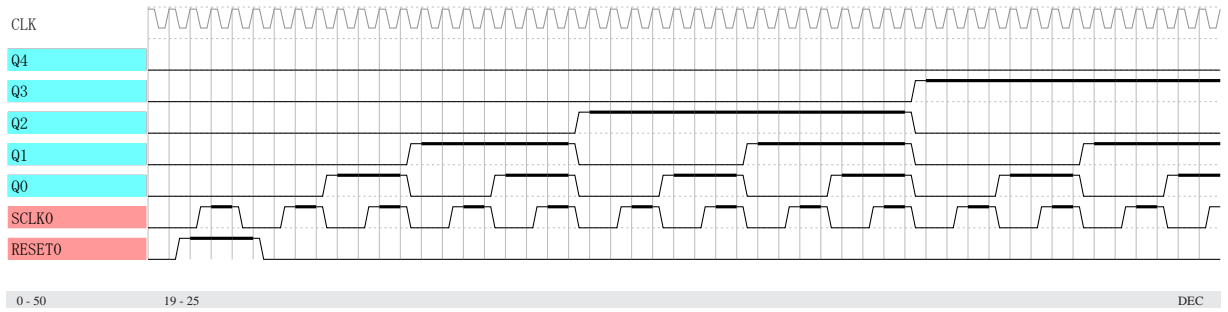 CLK
Q4
Q3
Q2
Q1
Q0
SCLK0
RESET0
0 - 50 19 - 25 DEC